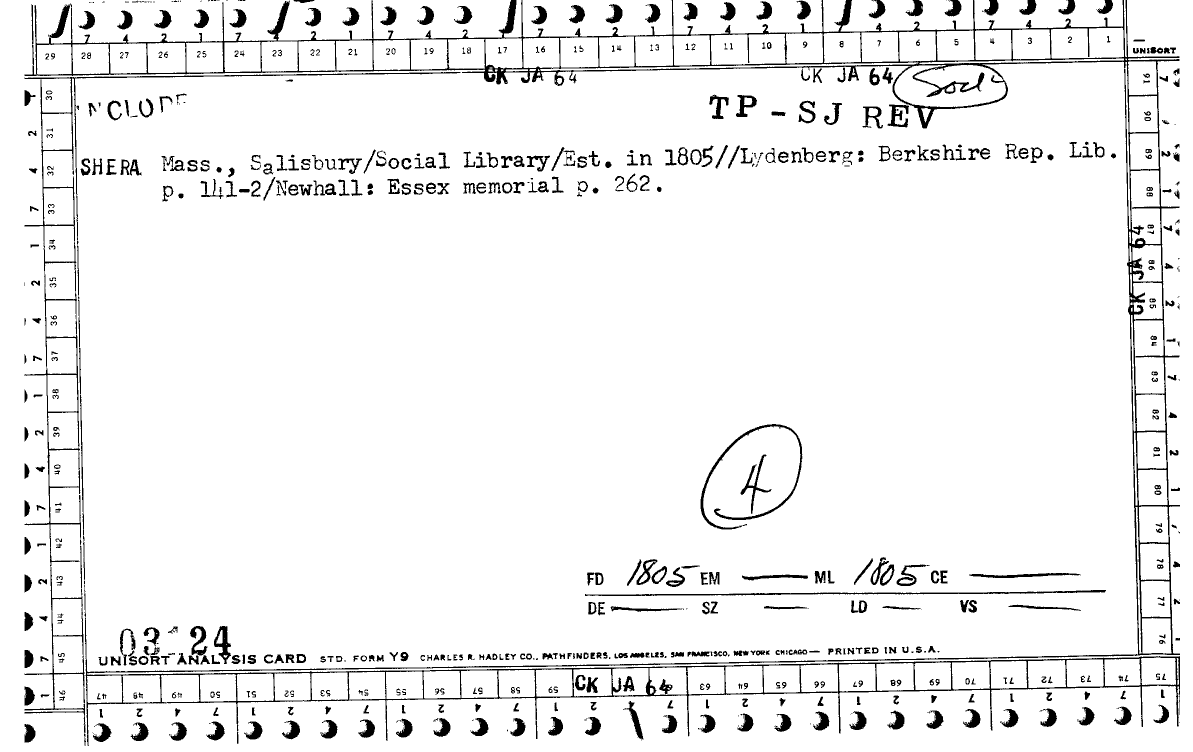 7 4 2 1 7 4 2 1 7 4 2 1 7 4 2 1 7 4 2 1 7 4 2 1
29 28 27 26 25 24 23 22 21 20 19 18 17 16 15 14 13 12 11 10 9 8 7 6 5 4 3 2 1
UNISORT
CK JA 64 CK JA 64 Soc
INCLUDE
TP - SJ REV
SHERA Mass., Salisbury/Social Library/Est. in 1805//Lydenberg: Berkshire Rep. Lib.
p. 141-2/Newhall: Essex memorial p. 262.
30
31
32
33
34
35
36
37
38
39
40
41
42
43
44
45
46
91
90
89
88
87
86
85
84
83
82
81
80
79
78
77
76
75
CK JA 64
4
FD 1805 EM — ML 1805 CE —
DE — SZ — LD — VS —
24
UNISORT ANALYSIS CARD STD. FORM Y9 CHARLES R. HADLEY CO., PATHFINDERS, LOS ANGELES, SAN FRANCISCO, NEW YORK CHICAGO — PRINTED IN U.S.A.
47 48 49 50 51 52 53 54 55 56 57 58 59 CK JA 64 63 64 65 66 67 68 69 70 71 72 73 74